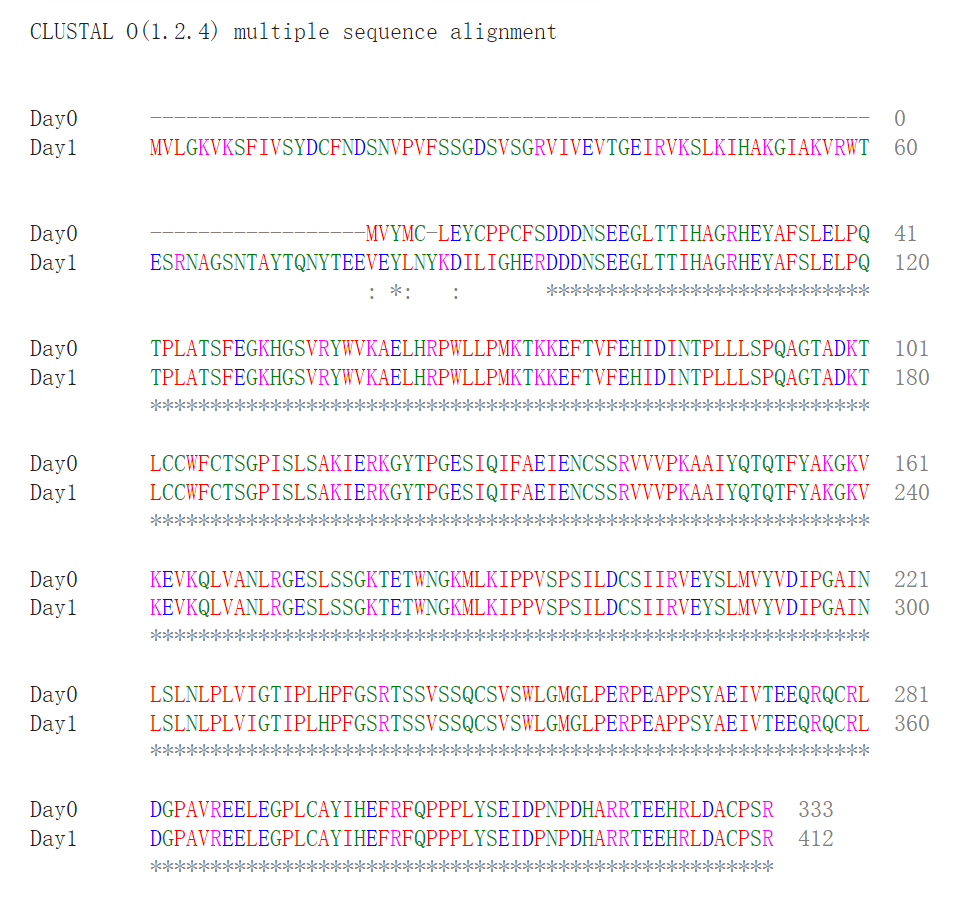 CLUSTAL O(1.2.4) multiple sequence alignment
Day0 ------------------------------------------------------------ 0
Day1 MVLGKVKSFIVSYDCFNDSNVPVFSSGDSVSGRVIVEVTGEIRVKSLKIHAKGIAKVRWT 60
Day0 ------------------MVYMC-LEYCPPCFSDDDNSEEGLTTIHAGRHEYAFSLELPQ 41
Day1 ESRNAGSNTAYTQNYTEEVEYLNYKDILIGHERDDDNSEEGLTTIHAGRHEYAFSLELPQ 120
: *: : ***************************
Day0 TPLATSFEGKHGSVRYWVKAELHRPWLLPMKTKKEFTVFEHIDINTPLLLSPQAGTADKT 101
Day1 TPLATSFEGKHGSVRYWVKAELHRPWLLPMKTKKEFTVFEHIDINTPLLLSPQAGTADKT 180
************************************************************
Day0 LCCWFCTSGPISLSAKIERKGYTPGESIQIFAEIENCSSRVVVPKAAIYQTQTFYAKGKV 161
Day1 LCCWFCTSGPISLSAKIERKGYTPGESIQIFAEIENCSSRVVVPKAAIYQTQTFYAKGKV 240
************************************************************
Day0 KEVKQLVANLRGESLSSGKTETWNGKMLKIPPVSPSILDCSIIRVEYSLMVYVDIPGAIN 221
Day1 KEVKQLVANLRGESLSSGKTETWNGKMLKIPPVSPSILDCSIIRVEYSLMVYVDIPGAIN 300
************************************************************
Day0 LSLNLPLVIGTIPLHPFGSRTSSVSSQCSVSWLGMGLPERPEAPPSYAEIVTEEQRQCRL 281
Day1 LSLNLPLVIGTIPLHPFGSRTSSVSSQCSVSWLGMGLPERPEAPPSYAEIVTEEQRQCRL 360
************************************************************
Day0 DGPAVREELEGPLCAYIHEFRFQPPPLYSEIDPNPDHARRTEEHRLDACPSR 333
Day1 DGPAVREELEGPLCAYIHEFRFQPPPLYSEIDPNPDHARRTEEHRLDACPSR 412
****************************************************